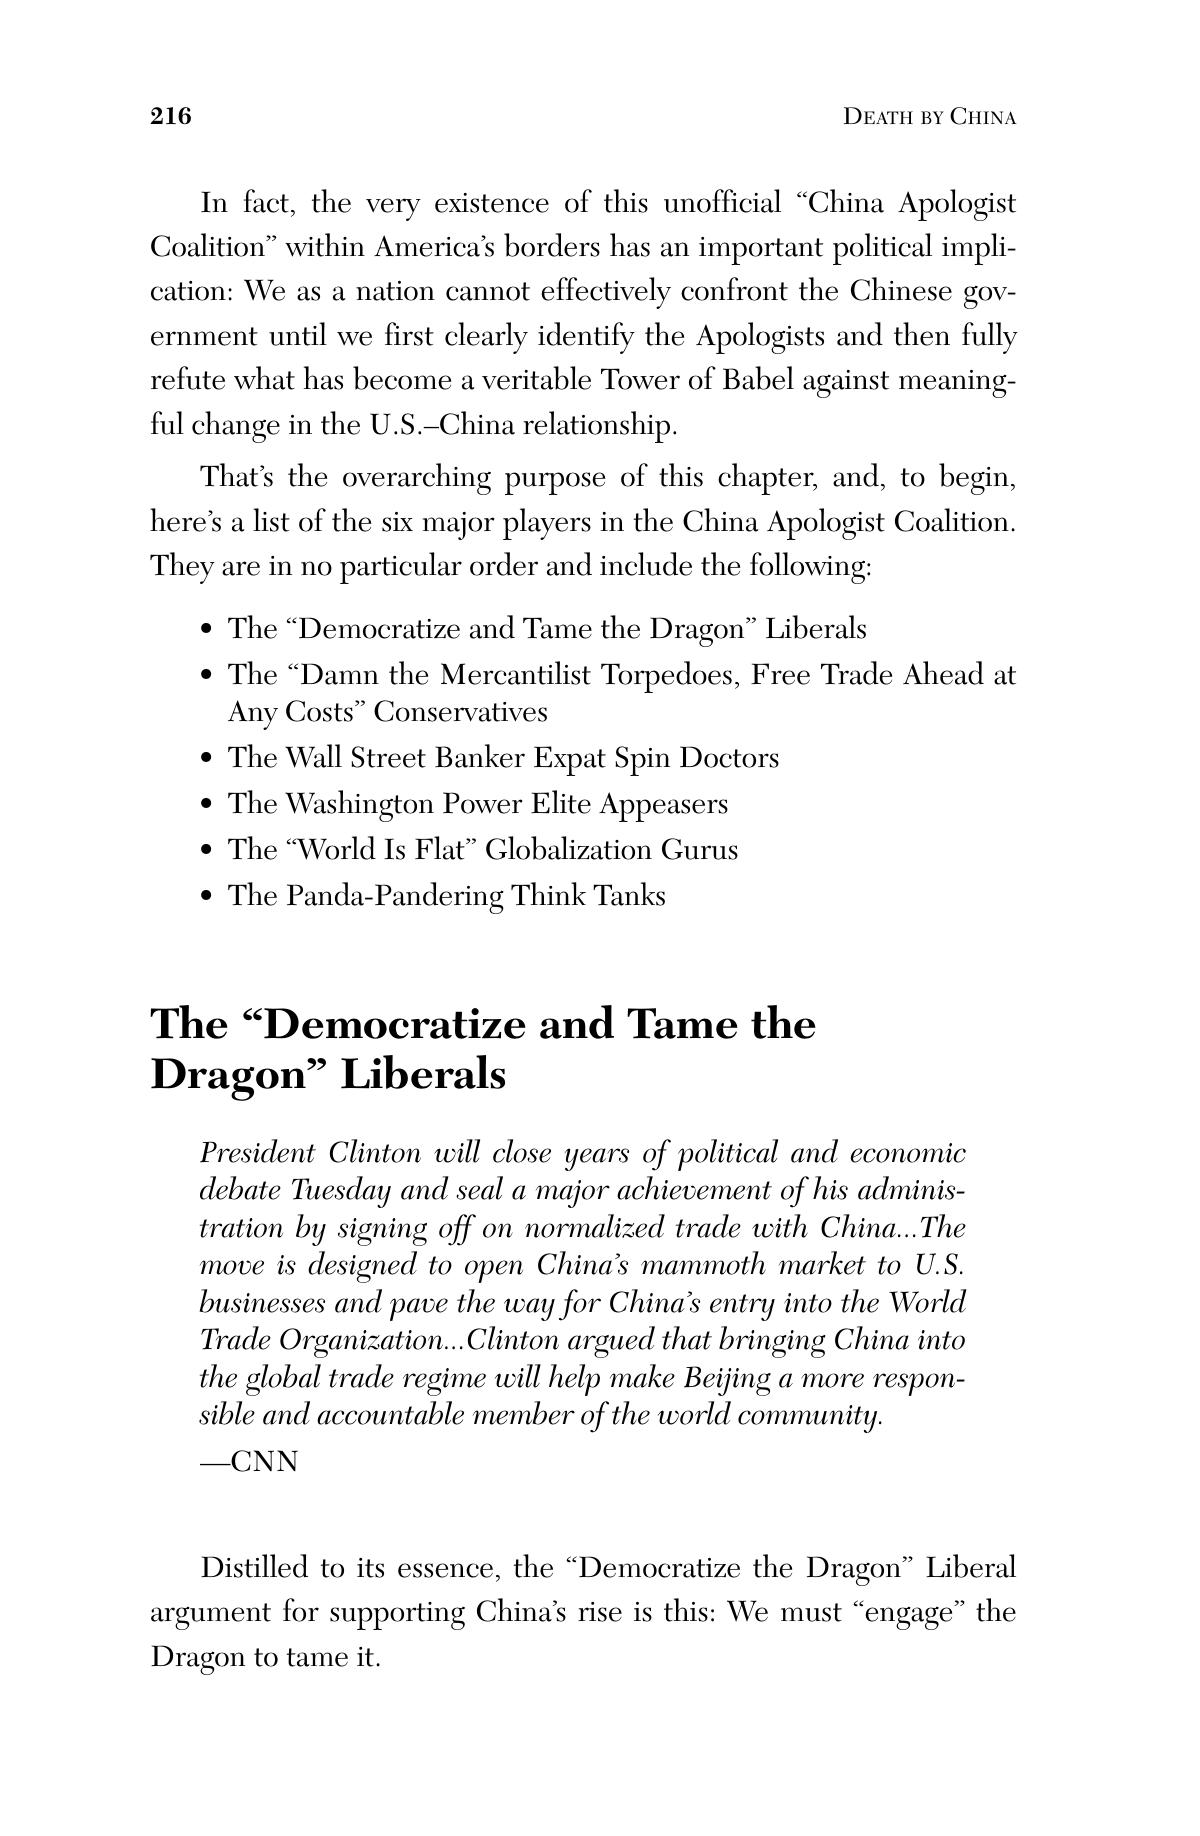 216 DEATH BY CHINA
In fact, the very existence of this unofficial “China Apologist
Coalition” within America’s borders has an important political impli-
cation: We as a nation cannot effectively confront the Chinese gov-
ernment until we first clearly identify the Apologists and then fully
refute what has become a veritable Tower of Babel against meaning-
ful change in the U.S.–China relationship.
That’s the overarching purpose of this chapter, and, to begin,
here’s a list of the six major players in the China Apologist Coalition.
They are in no particular order and include the following:
• The “Democratize and Tame the Dragon” Liberals
• The “Damn the Mercantilist Torpedoes, Free Trade Ahead at
Any Costs” Conservatives
• The Wall Street Banker Expat Spin Doctors
• The Washington Power Elite Appeasers
• The “World Is Flat” Globalization Gurus
• The Panda-Pandering Think Tanks
The “Democratize and Tame the
Dragon” Liberals
President Clinton will close years of political and economic
debate Tuesday and seal a major achievement of his adminis-
tration by signing off on normalized trade with China...The
move is designed to open China’s mammoth market to U.S.
businesses and pave the way for China’s entry into the World
Trade Organization...Clinton argued that bringing China into
the global trade regime will help make Beijing a more respon-
sible and accountable member of the world community.
—CNN
Distilled to its essence, the “Democratize the Dragon” Liberal
argument for supporting China’s rise is this: We must “engage” the
Dragon to tame it.